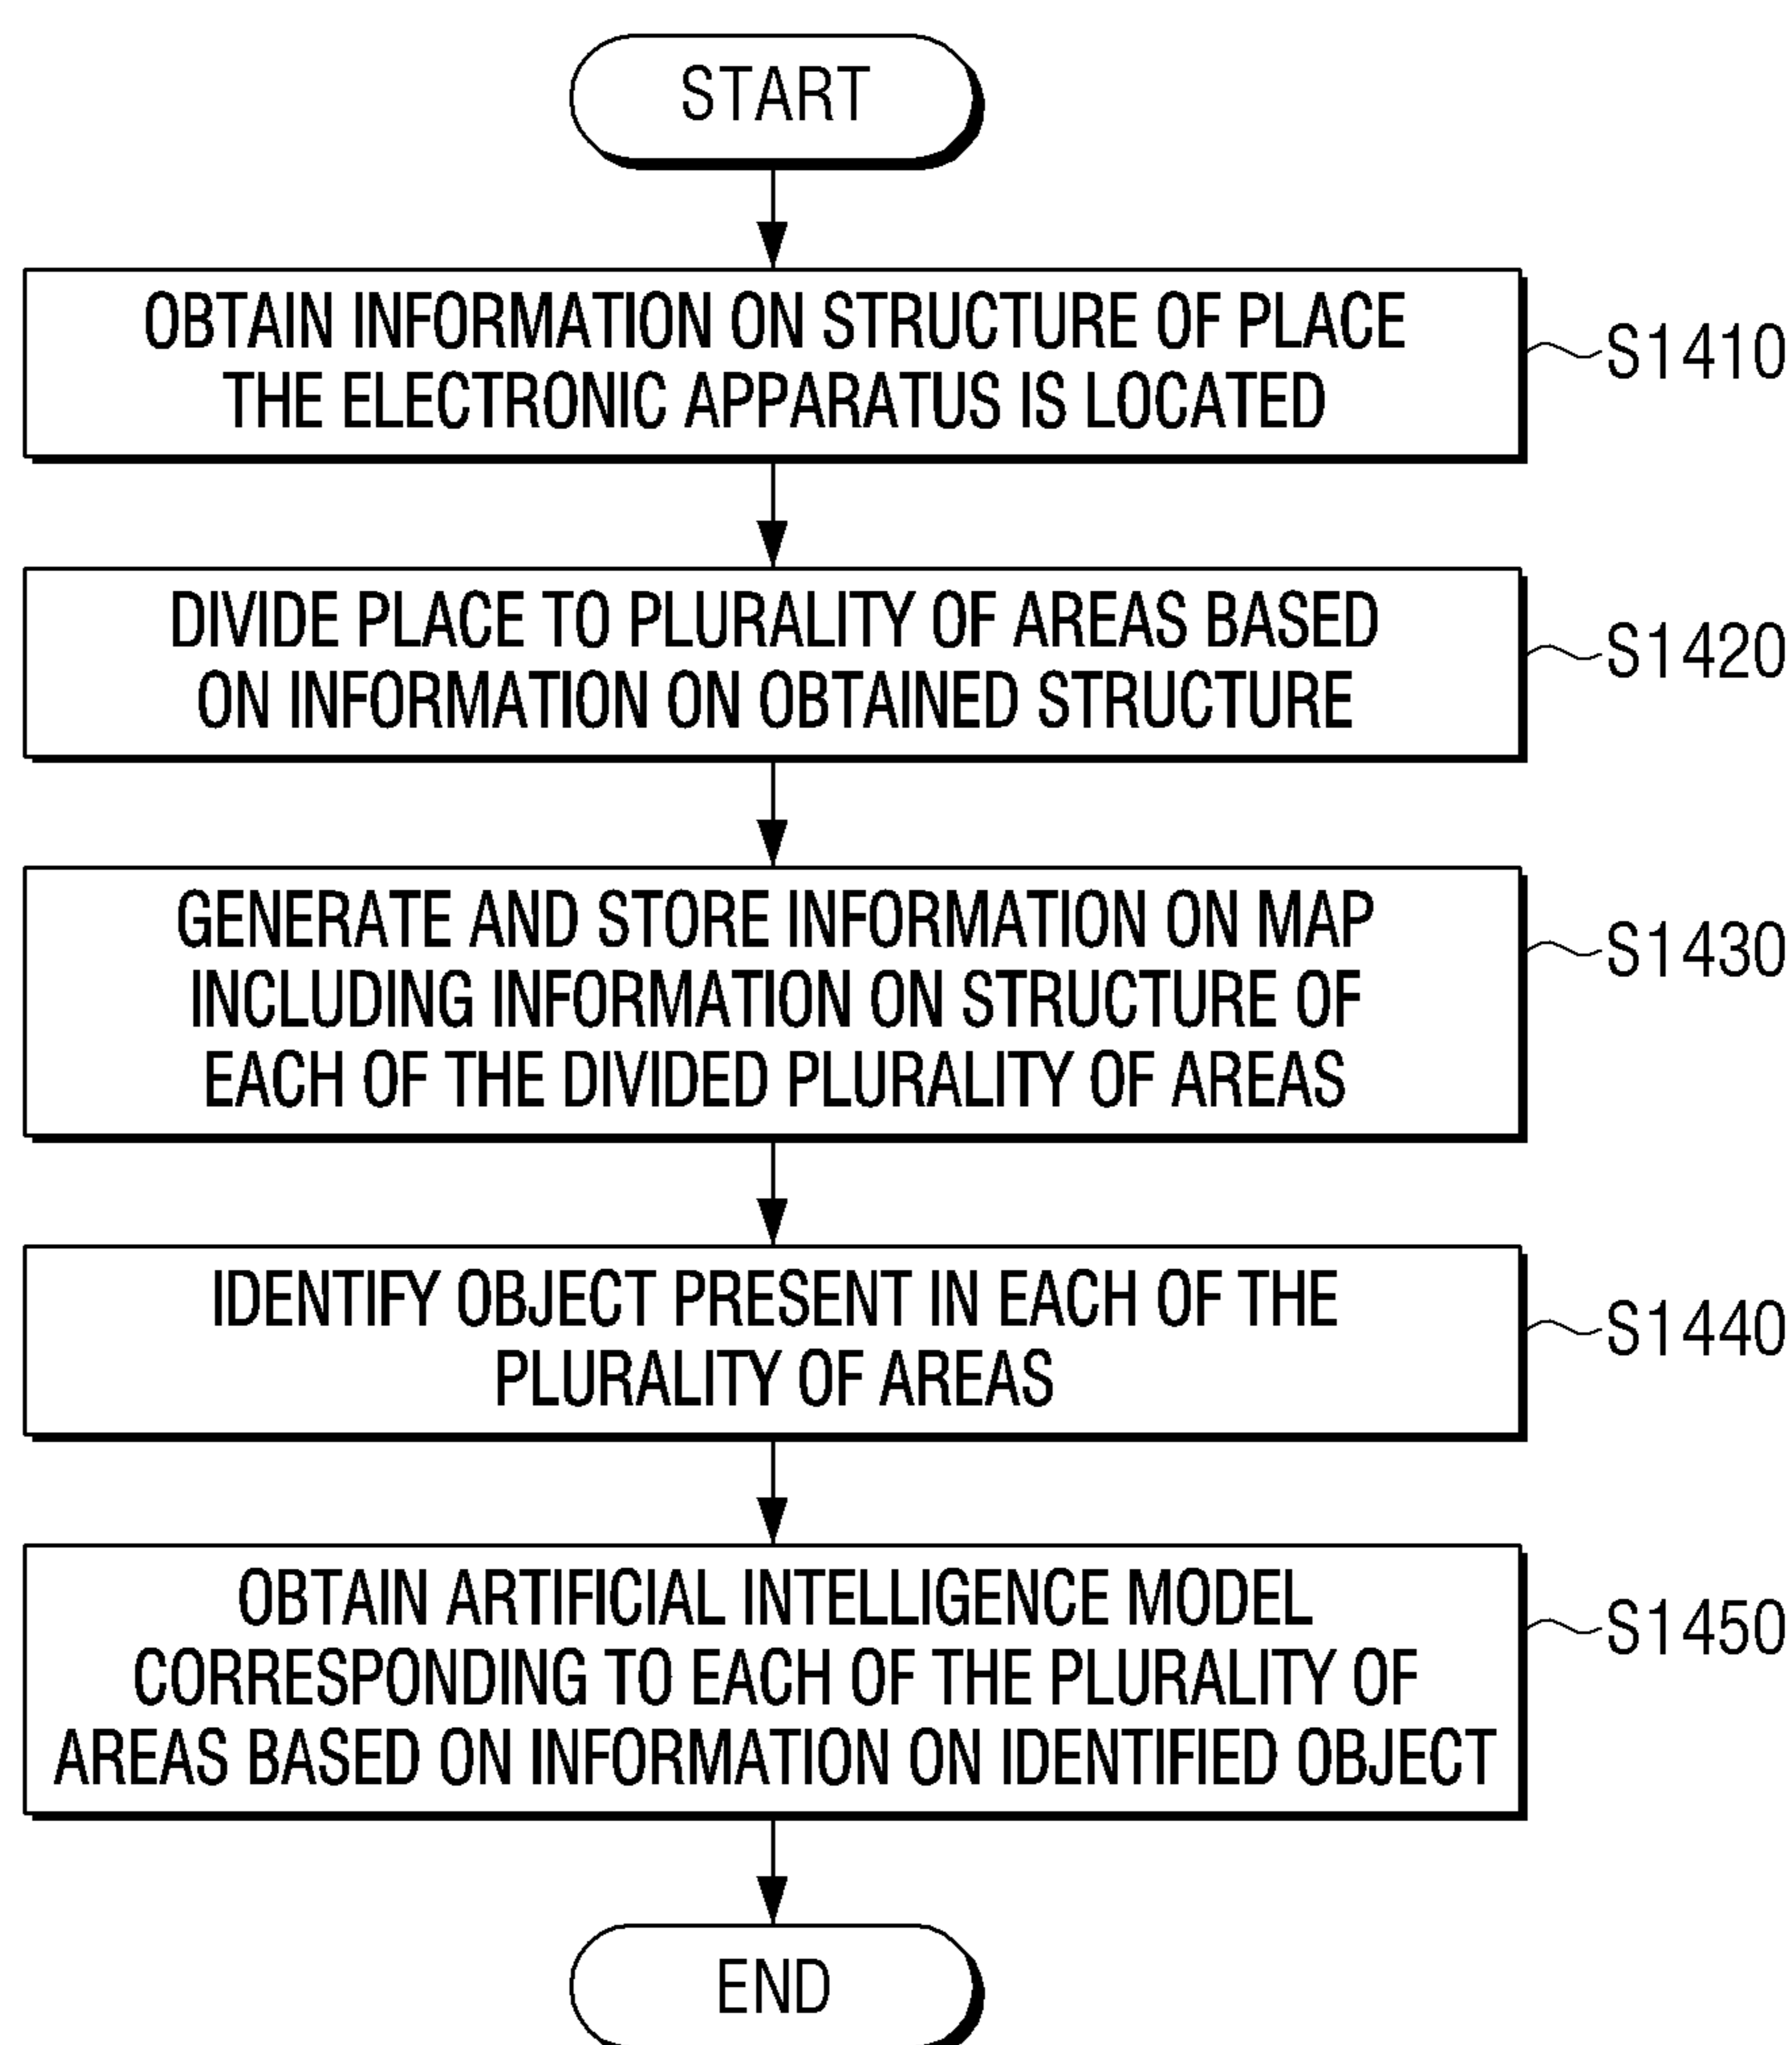 START
OBTAIN INFORMATION ON STRUCTURE OF PLACE
THE ELECTRONIC APPARATUS IS LOCATED
S1410
DIVIDE PLACE TO PLURALITY OF AREAS BASED
ON INFORMATION ON OBTAINED STRUCTURE
S1420
GENERATE AND STORE INFORMATION ON MAP
INCLUDING INFORMATION ON STRUCTURE OF
EACH OF THE DIVIDED PLURALITY OF AREAS
S1430
IDENTIFY OBJECT PRESENT IN EACH OF THE
PLURALITY OF AREAS
S1440
OBTAIN ARTIFICIAL INTELLIGENCE MODEL
CORRESPONDING TO EACH OF THE PLURALITY OF
AREAS BASED ON INFORMATION ON IDENTIFIED OBJECT
S1450
END